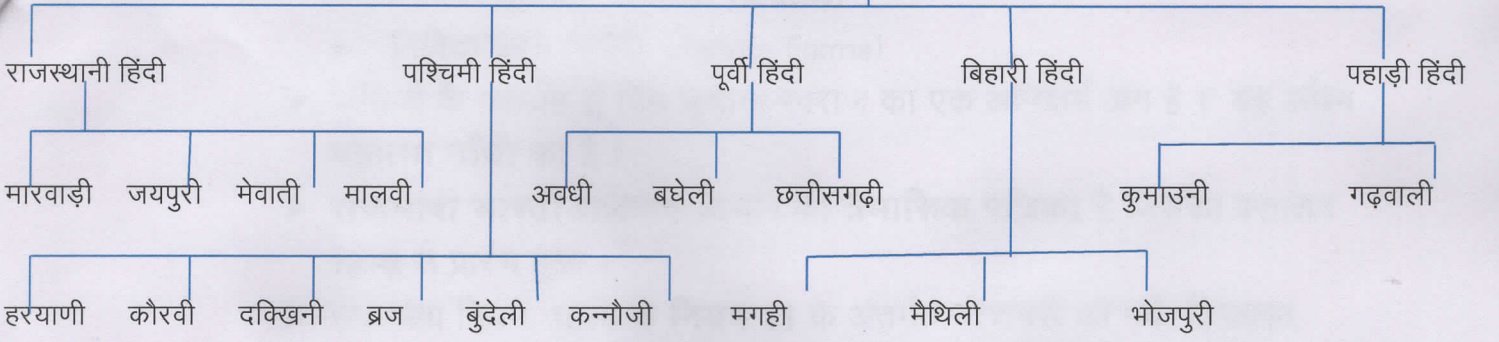 राजस्थानी हिंदी पश्चिमी हिंदी पूर्वी हिंदी बिहारी हिंदी पहाड़ी हिंदी
मारवाड़ी जयपुरी मेवाती मालवी अवधी बघेली छत्तीसगढ़ी कुमाउनी गढ़वाली
हरयाणी कौरवी दक्खिनी ब्रज बुंदेली कन्नौजी मगही मैथिली भोजपुरी